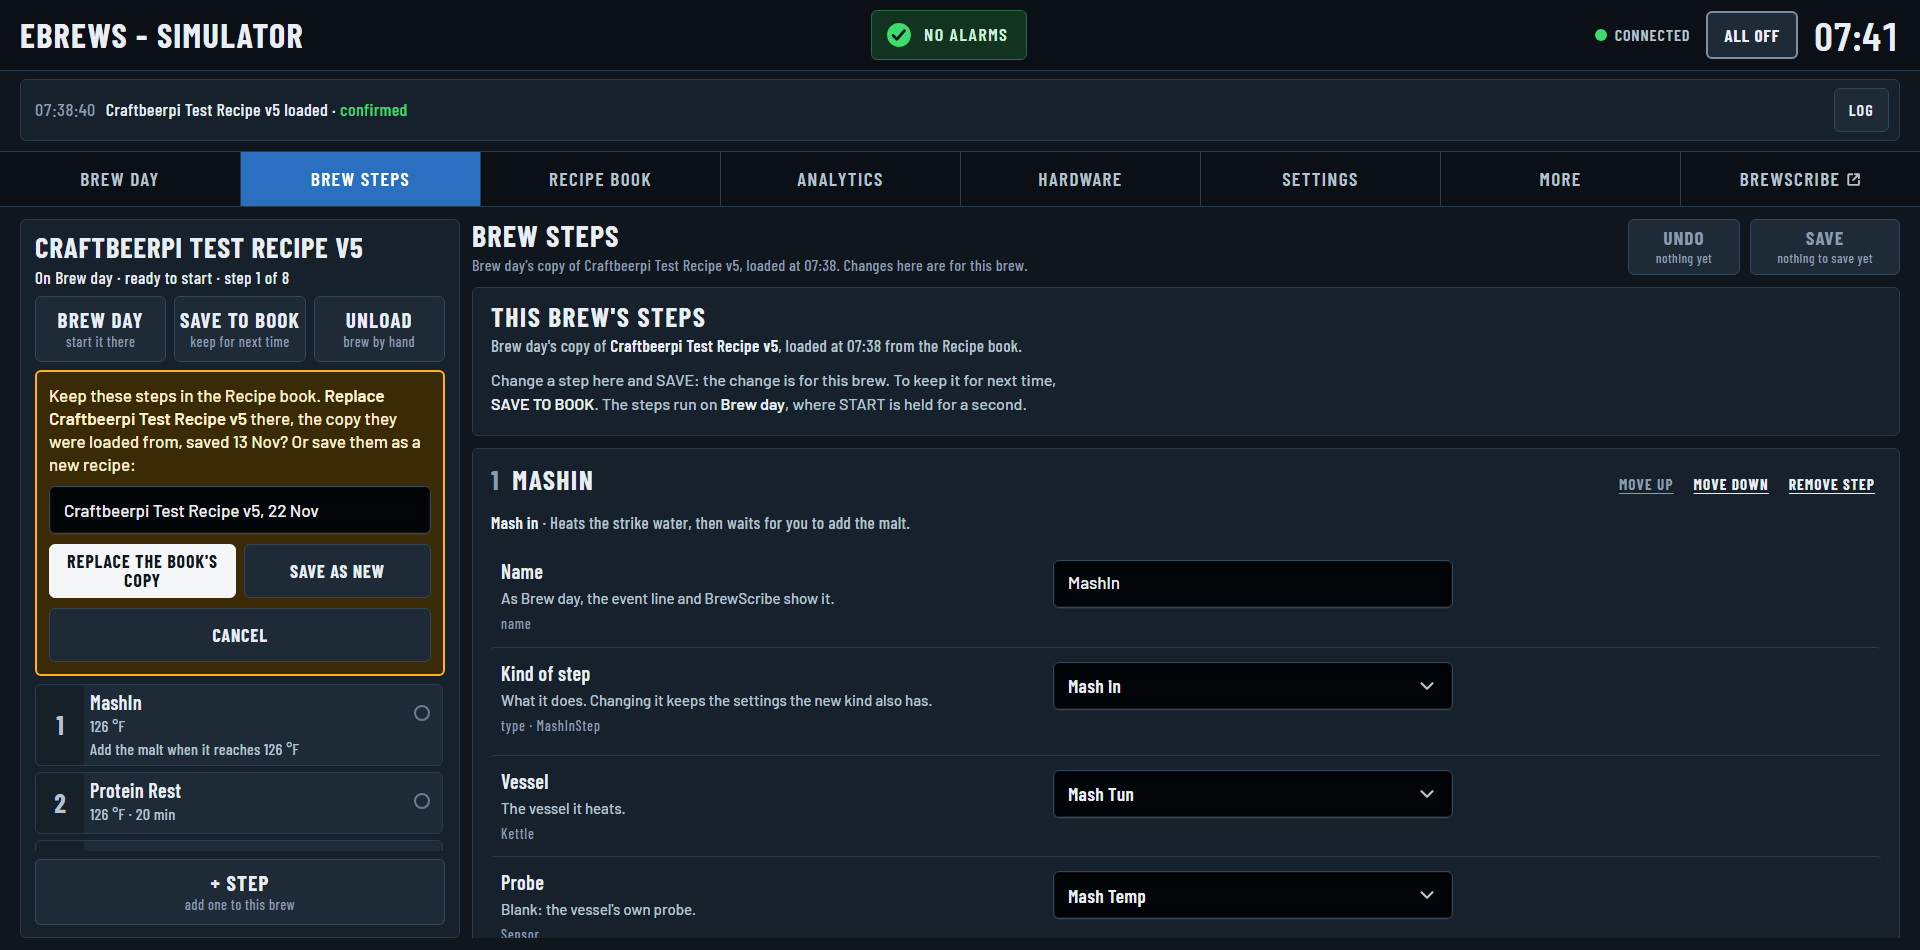 EBREWS - SIMULATOR
NO ALARMS
CONNECTED
ALL OFF
07:41
07:38:40 Craftbeerpi Test Recipe v5 loaded · confirmed
LOG
BREW DAY
BREW STEPS
RECIPE BOOK
ANALYTICS
HARDWARE
SETTINGS
MORE
BREWSCRIBE
CRAFTBEERPI TEST RECIPE V5
On Brew day · ready to start · step 1 of 8
BREW DAY
start it there
SAVE TO BOOK
keep for next time
UNLOAD
brew by hand
Keep these steps in the Recipe book. Replace
Craftbeerpi Test Recipe v5 there, the copy they
were loaded from, saved 13 Nov? Or save them as a
new recipe:
Craftbeerpi Test Recipe v5, 22 Nov
REPLACE THE BOOK'S
COPY
SAVE AS NEW
CANCEL
1
MashIn
126 °F
Add the malt when it reaches 126 °F
2
Protein Rest
126 °F · 20 min
+ STEP
add one to this brew
BREW STEPS
Brew day's copy of Craftbeerpi Test Recipe v5, loaded at 07:38. Changes here are for this brew.
UNDO
nothing yet
SAVE
nothing to save yet
THIS BREW'S STEPS
Brew day's copy of Craftbeerpi Test Recipe v5, loaded at 07:38 from the Recipe book.
Change a step here and SAVE: the change is for this brew. To keep it for next time,
SAVE TO BOOK. The steps run on Brew day, where START is held for a second.
1 MASHIN
MOVE UP
MOVE DOWN
REMOVE STEP
Mash in · Heats the strike water, then waits for you to add the malt.
Name
As Brew day, the event line and BrewScribe show it.
name
MashIn
Kind of step
What it does. Changing it keeps the settings the new kind also has.
type · MashInStep
Mash In
Vessel
The vessel it heats.
Kettle
Mash Tun
Probe
Blank: the vessel's own probe.
Sensor
Mash Temp